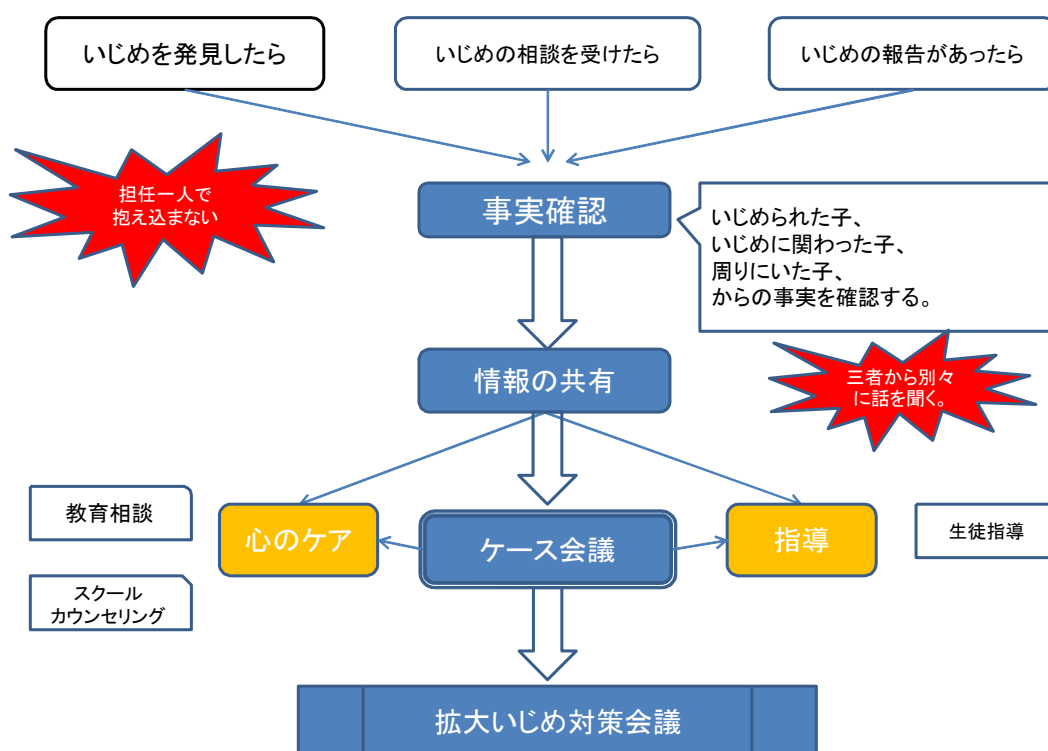 いじめを発見したら
いじめの相談を受けたら
いじめの報告があったら
担任一人で
抱え込まない
事実確認
いじめられた子、
いじめに関わった子、
周りにいた子、
からの事実を確認する。
情報の共有
三者から別々
に話を聞く。
教育相談
心のケア
ケース会議
指導
生徒指導
スクール
カウンセリング
拡大いじめ対策会議